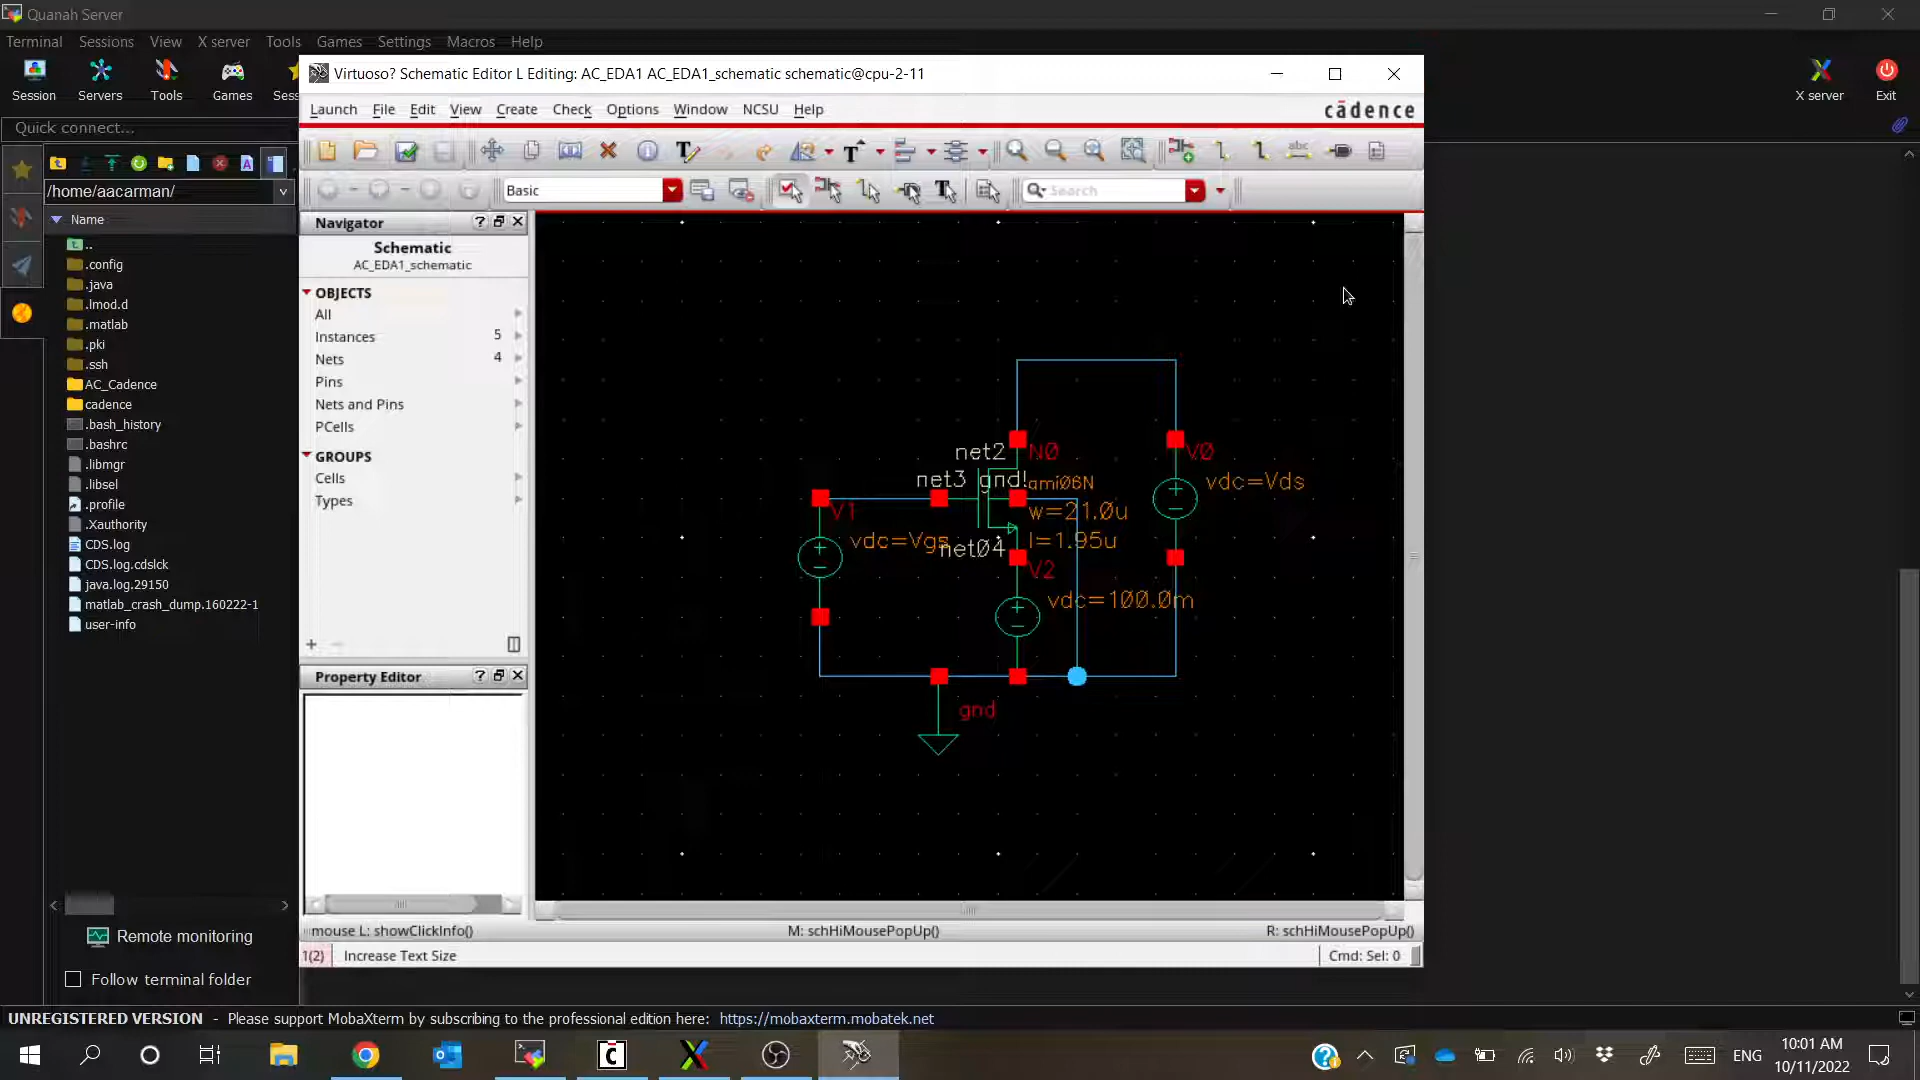 Quanah Server
Terminal Sessions View X server Tools Games Settings Macros Help
Session Servers Tools Games Sess
X server Exit
Quick connect...
/home/aacarman/
Name
..
.config
.java
.lmod.d
.matlab
.pki
.ssh
AC_Cadence
cadence
.bash_history
.bashrc
.libmgr
.libsel
.profile
.Xauthority
CDS.log
CDS.log.cdslck
java.log.29150
matlab_crash_dump.160222-1
user-info
Remote monitoring
Follow terminal folder
Virtuoso? Schematic Editor L Editing: AC_EDA1 AC_EDA1_schematic schematic@cpu-2-11
Launch File Edit View Create Check Options Window NCSU Help
cādence
Basic
Search
Navigator
Schematic
AC_EDA1_schematic
OBJECTS
All
Instances 5
Nets 4
Pins
Nets and Pins
PCells
GROUPS
Cells
Types
Property Editor
net2 N0 V0
net3 gnd! ami06N vdc=Vds
V1 w=21.0u
vdc=Vgs net04 l=1.95u
V2
vdc=100.0m
gnd
mouse L: showClickInfo() M: schHiMousePopUp() R: schHiMousePopUp()
1(2) Increase Text Size Cmd: Sel: 0
UNREGISTERED VERSION - Please support MobaXterm by subscribing to the professional edition here: https://mobaxterm.mobatek.net
ENG
10:01 AM
10/11/2022